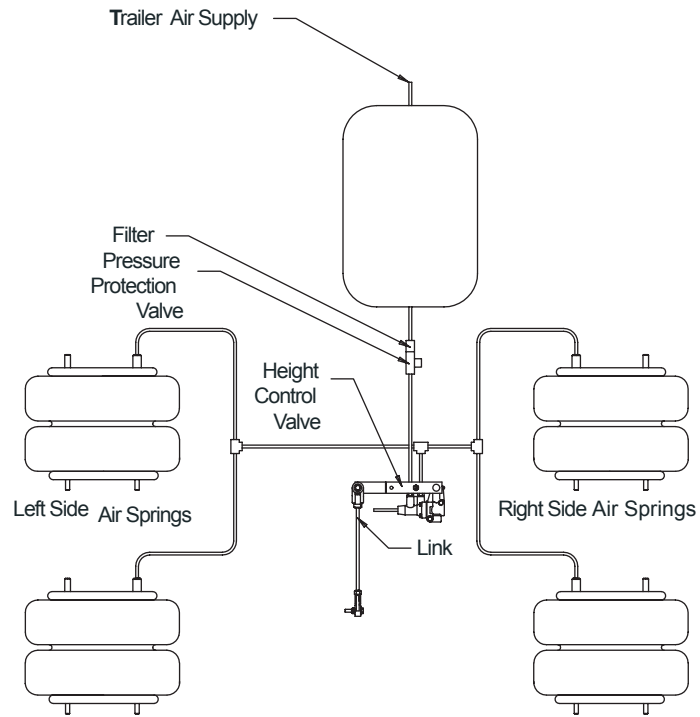 Trailer Air Supply
Filter
Pressure
Protection
Valve
Height
Control
Valve
Left Side Air Springs
Right Side Air Springs
Link